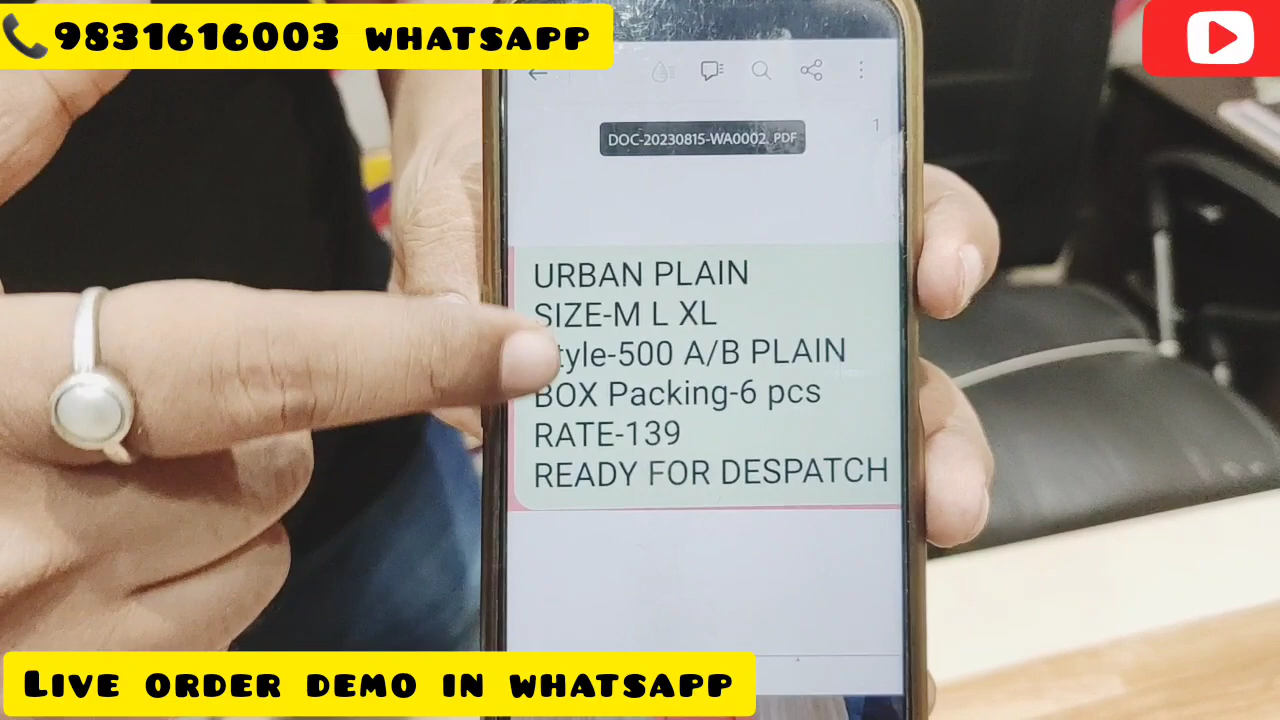 9831616003 WHATSAPP
1
DOC-20230815-WA0002. PDF
URBAN PLAIN
SIZE-M L XL
tyle-500 A/B PLAIN
BOX Packing-6 pcs
RATE-139
READY FOR DESPATCH
LIVE ORDER DEMO IN WHATSAPP